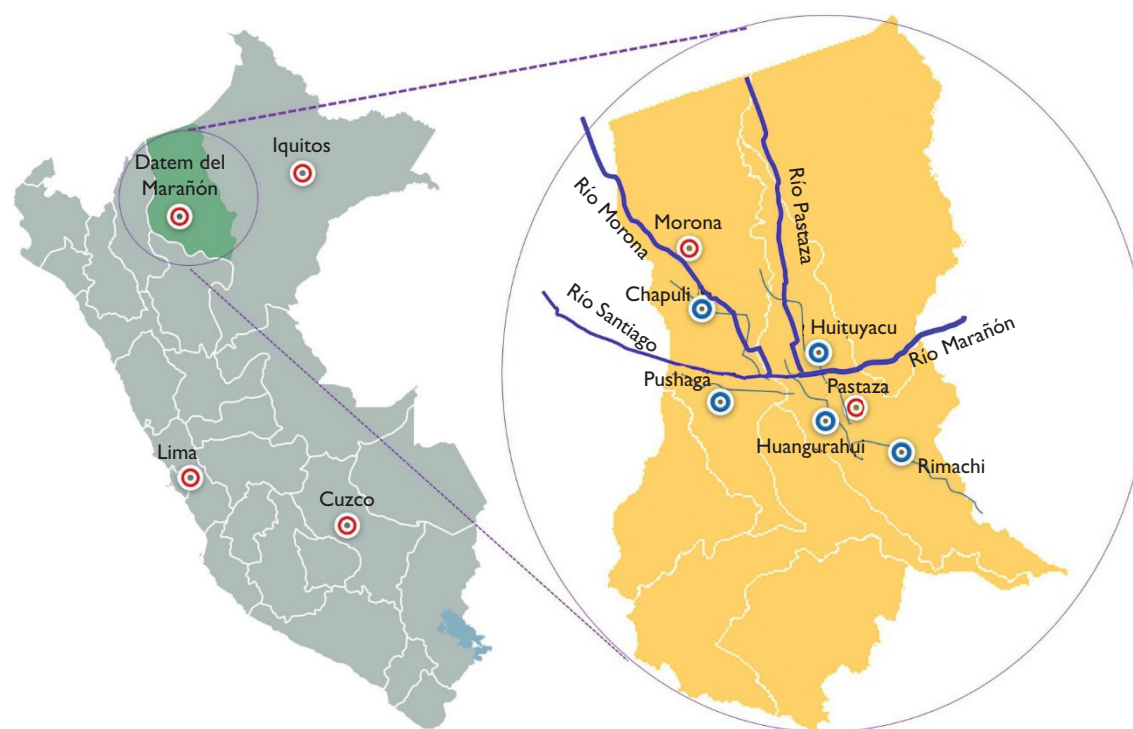 Datem del
Marañón
Iquitos
Lima
Cuzco
Río Morona
Morona
Río Pastaza
Chapuli
Río Santiago
Huituyacu
Río Marañón
Pushaga
Pastaza
Huangurahui
Rimachi